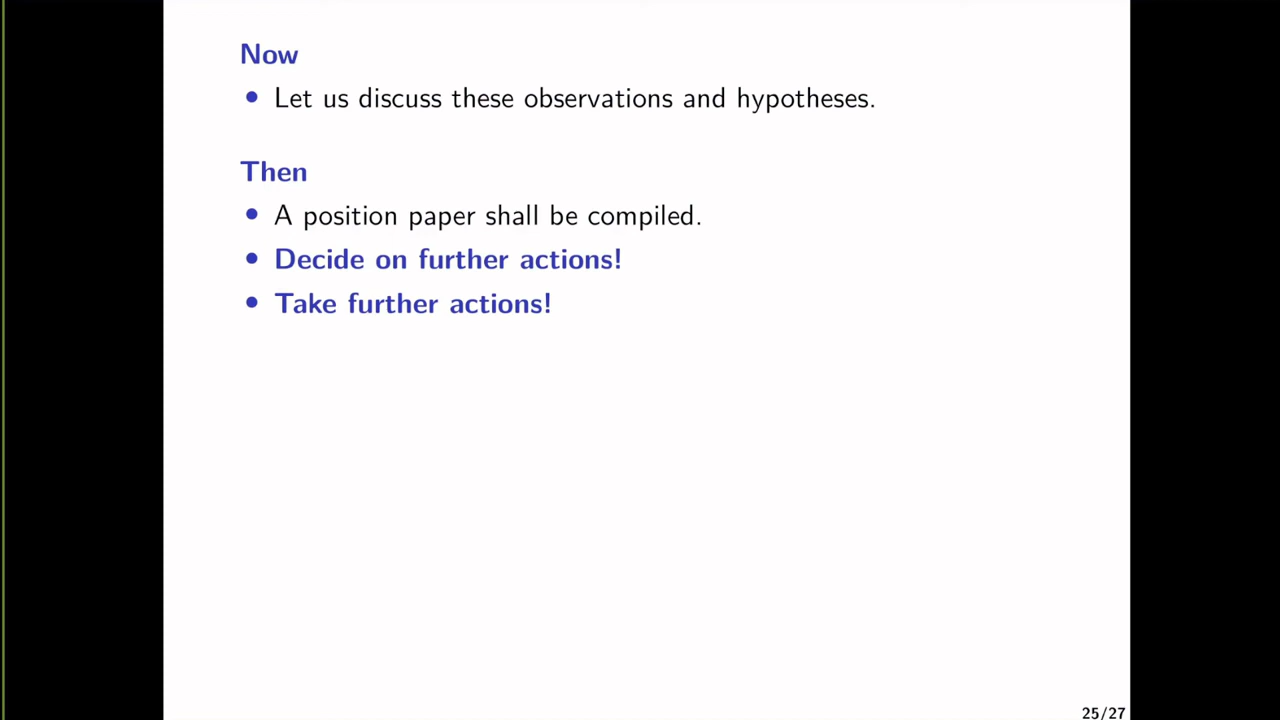 Now
• Let us discuss these observations and hypotheses.
Then
• A position paper shall be compiled.
• Decide on further actions!
• Take further actions!
25/27